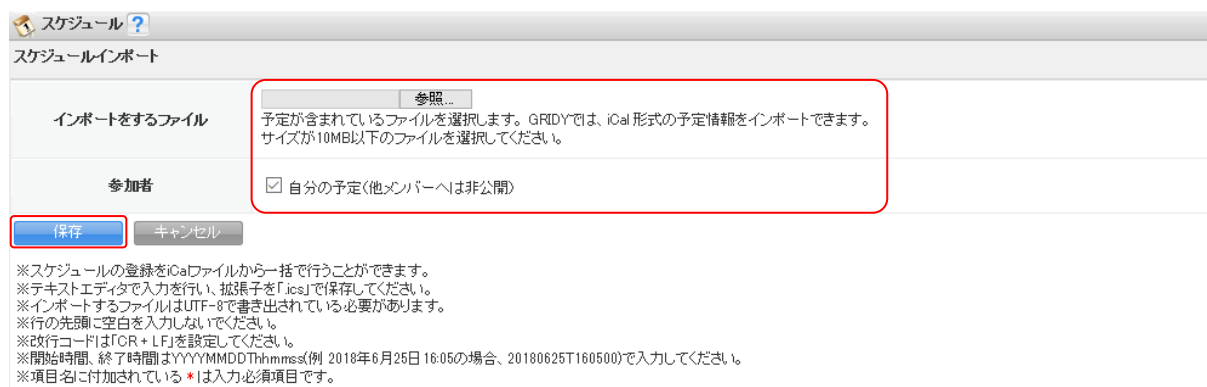 スケジュール ?
スケジュールインポート
インポートをするファイル
参照...
予定が含まれているファイルを選択します。GRIDYでは、iCal 形式の予定情報をインポートできます。
サイズが10MB以下のファイルを選択してください。
参加者
自分の予定(他メンバーへは非公開)
保存 キャンセル
※スケジュールの登録をiCalファイルから一括で行うことができます。
※テキストエディタで入力を行い、拡張子を「.ics」で保存してください。
※インポートするファイルはUTF-8で書き出されている必要があります。
※行の先頭に空白を入力しないでください。
※改行コードは「CR + LF」を設定してください。
※開始時間、終了時間はYYYYMMDDThhmmss(例 2018年6月25日 16:05の場合、20180625T160500)で入力してください。
※項目名に付加されている * は入力必須項目です。